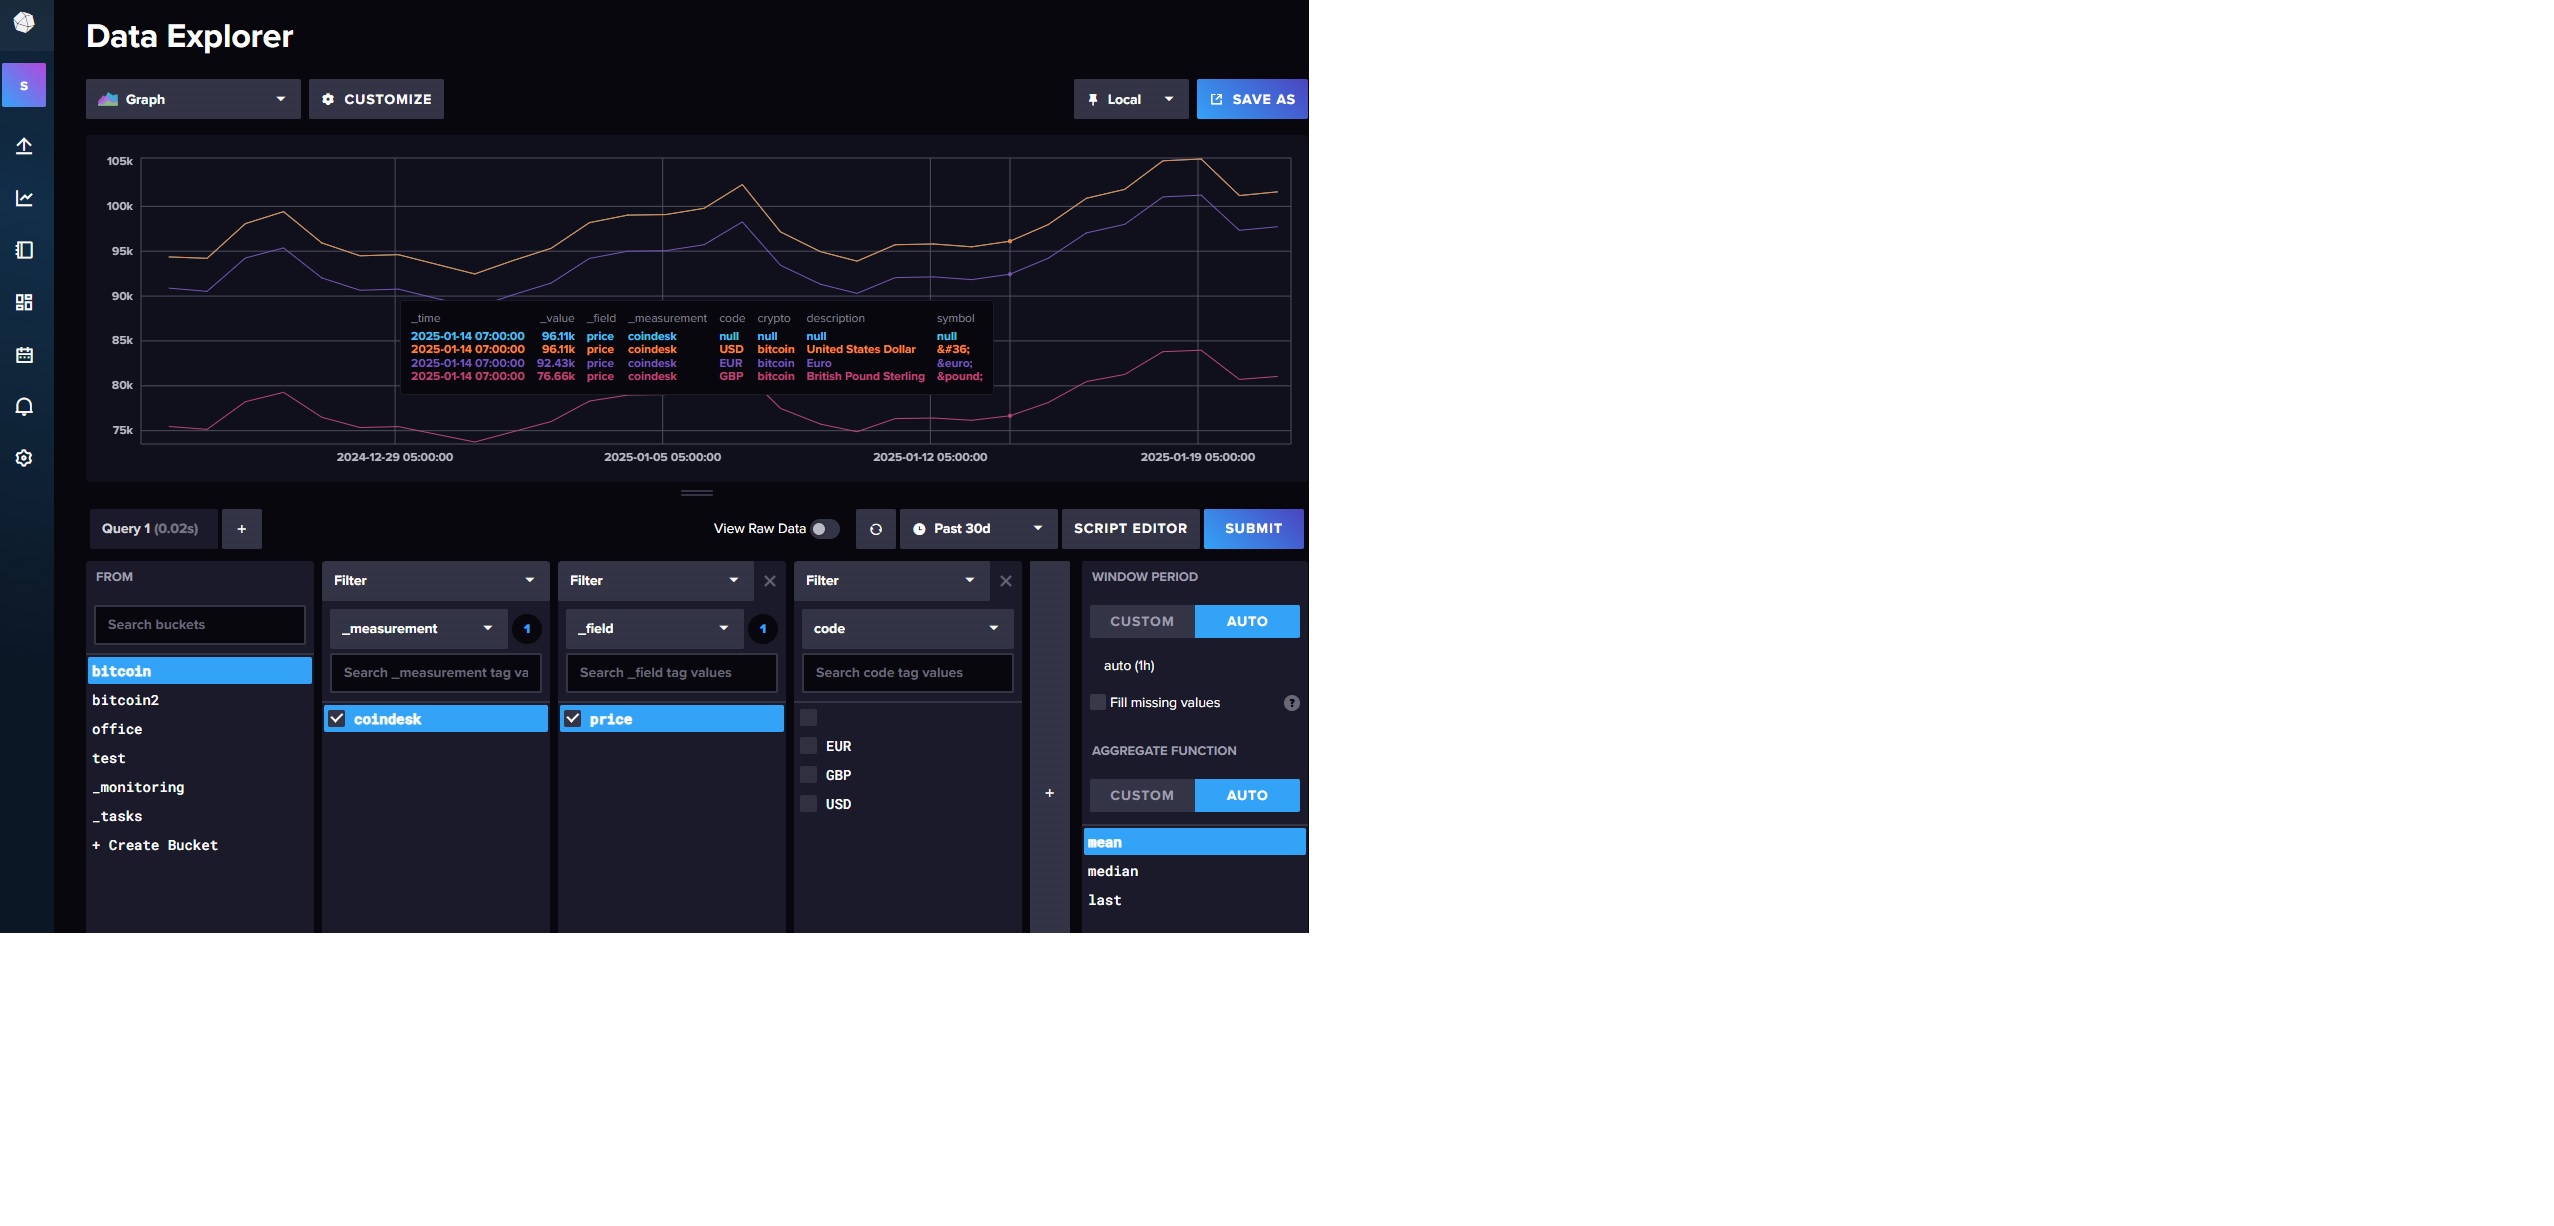 Data Explorer
S
Graph
CUSTOMIZE
Local
SAVE AS
105k
100k
95k
90k
85k
80k
75k
_time _value _field _measurement code crypto description symbol
2025-01-14 07:00:00 96.11k price coindesk null null null null
2025-01-14 07:00:00 96.11k price coindesk USD bitcoin United States Dollar &#36;
2025-01-14 07:00:00 92.43k price coindesk EUR bitcoin Euro &euro;
2025-01-14 07:00:00 76.66k price coindesk GBP bitcoin British Pound Sterling &pound;
2024-12-29 05:00:00 2025-01-05 05:00:00 2025-01-12 05:00:00 2025-01-19 05:00:00
Query 1 (0.02s)
+
View Raw Data
Past 30d
SCRIPT EDITOR
SUBMIT
FROM
Search buckets
bitcoin
bitcoin2
office
test
_monitoring
_tasks
+ Create Bucket
Filter
_measurement
1
Search _measurement tag va
coindesk
Filter
_field
1
Search _field tag values
price
Filter
code
Search code tag values
EUR
GBP
USD
+
WINDOW PERIOD
CUSTOM
AUTO
auto (1h)
Fill missing values
?
AGGREGATE FUNCTION
CUSTOM
AUTO
mean
median
last